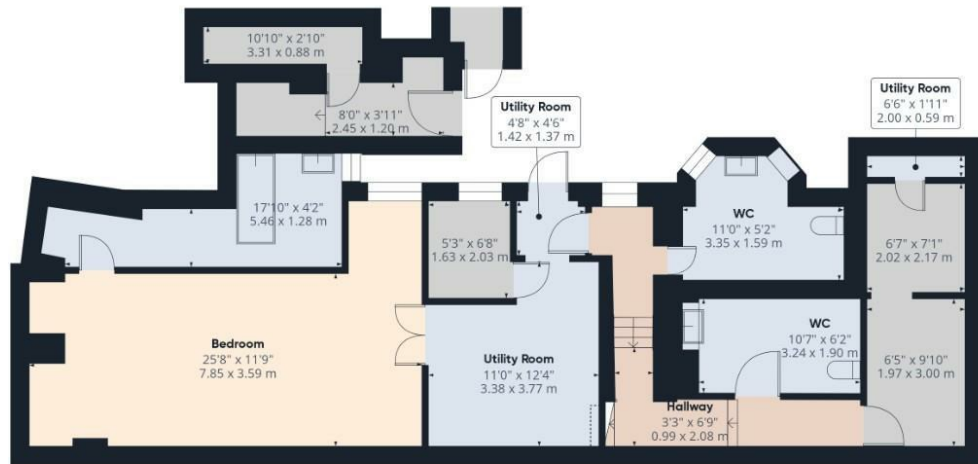 10'10" x 2'10"
3.31 x 0.88 m
8'0" x 3'11"
2.45 x 1.20 m
Utility Room
4'8" x 4'6"
1.42 x 1.37 m
Utility Room
6'6" x 1'11"
2.00 x 0.59 m
17'10" x 4'2"
5.46 x 1.28 m
5'3" x 6'8"
1.63 x 2.03 m
WC
11'0" x 5'2"
3.35 x 1.59 m
6'7" x 7'1"
2.02 x 2.17 m
Bedroom
25'8" x 11'9"
7.85 x 3.59 m
Utility Room
11'0" x 12'4"
3.38 x 3.77 m
WC
10'7" x 6'2"
3.24 x 1.90 m
6'5" x 9'10"
1.97 x 3.00 m
Hallway
3'3" x 6'9"
0.99 x 2.08 m